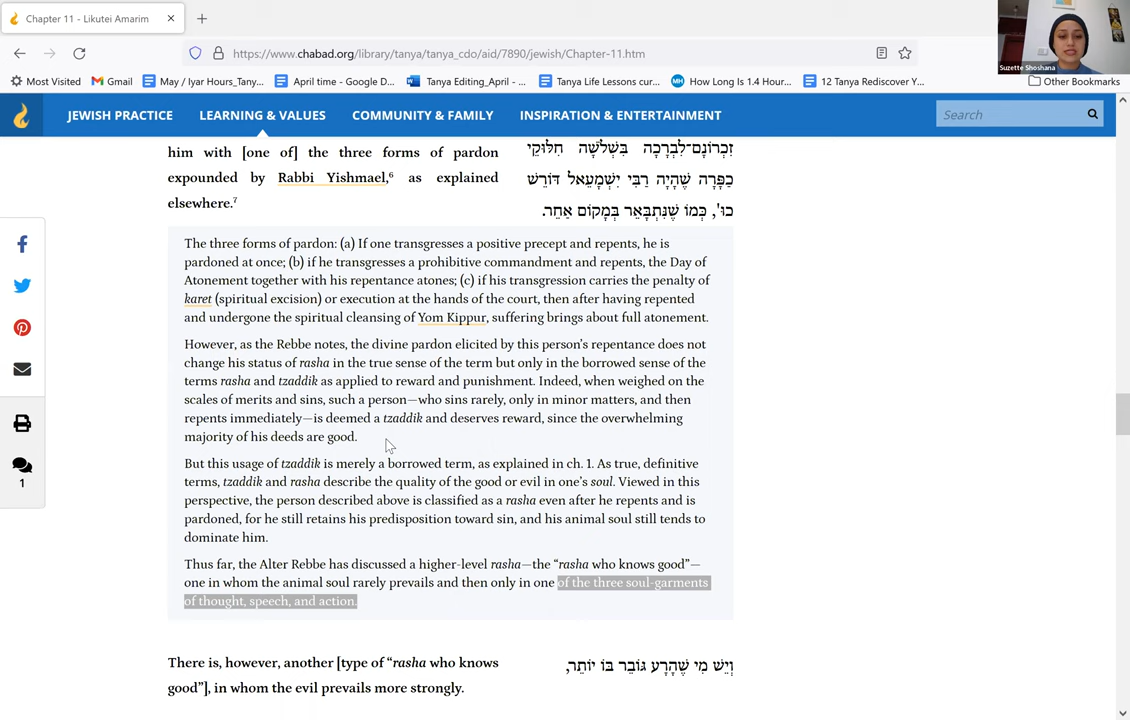 Chapter 11 - Likutei Amarim
https://www.chabad.org/library/tanya/tanya_cdo/aid/7890/jewish/Chapter-11.htm
Suzette Shoshana
Most Visited Gmail May / Iyar Hours_Tany... April time - Google D... Tanya Editing_April - ... Tanya Life Lessons cur... MH How Long Is 1.4 Hour... 12 Tanya Rediscover Y... Other Bookmarks
JEWISH PRACTICE LEARNING & VALUES COMMUNITY & FAMILY INSPIRATION & ENTERTAINMENT Search
him with [one of] the three forms of pardon
expounded by Rabbi Yishmael,6 as explained
elsewhere.7
זִכְרוֹנָם־לִבְרָכָה בִּשְׁלֹשָׁה חִלּוּקֵי
כַפָּרָה שֶׁהָיָה רַבִּי יִשְׁמָעֵאל דּוֹרֵשׁ
כוּ', כְּמוֹ שֶׁנִּתְבָּאֵר בְּמָקוֹם אַחֵר.
The three forms of pardon: (a) If one transgresses a positive precept and repents, he is
pardoned at once; (b) if he transgresses a prohibitive commandment and repents, the Day of
Atonement together with his repentance atones; (c) if his transgression carries the penalty of
karet (spiritual excision) or execution at the hands of the court, then after having repented
and undergone the spiritual cleansing of Yom Kippur, suffering brings about full atonement.
However, as the Rebbe notes, the divine pardon elicited by this person's repentance does not
change his status of rasha in the true sense of the term but only in the borrowed sense of the
terms rasha and tzaddik as applied to reward and punishment. Indeed, when weighed on the
scales of merits and sins, such a person—who sins rarely, only in minor matters, and then
repents immediately—is deemed a tzaddik and deserves reward, since the overwhelming
majority of his deeds are good.
But this usage of tzaddik is merely a borrowed term, as explained in ch. 1. As true, definitive
terms, tzaddik and rasha describe the quality of the good or evil in one's soul. Viewed in this
perspective, the person described above is classified as a rasha even after he repents and is
pardoned, for he still retains his predisposition toward sin, and his animal soul still tends to
dominate him.
Thus far, the Alter Rebbe has discussed a higher-level rasha—the “rasha who knows good”—
one in whom the animal soul rarely prevails and then only in one of the three soul-garments
of thought, speech, and action.
1
There is, however, another [type of “rasha who knows
good”], in whom the evil prevails more strongly.
וְיֵשׁ מִי שֶׁהָרָע גּוֹבֵר בּוֹ יוֹתֵר,